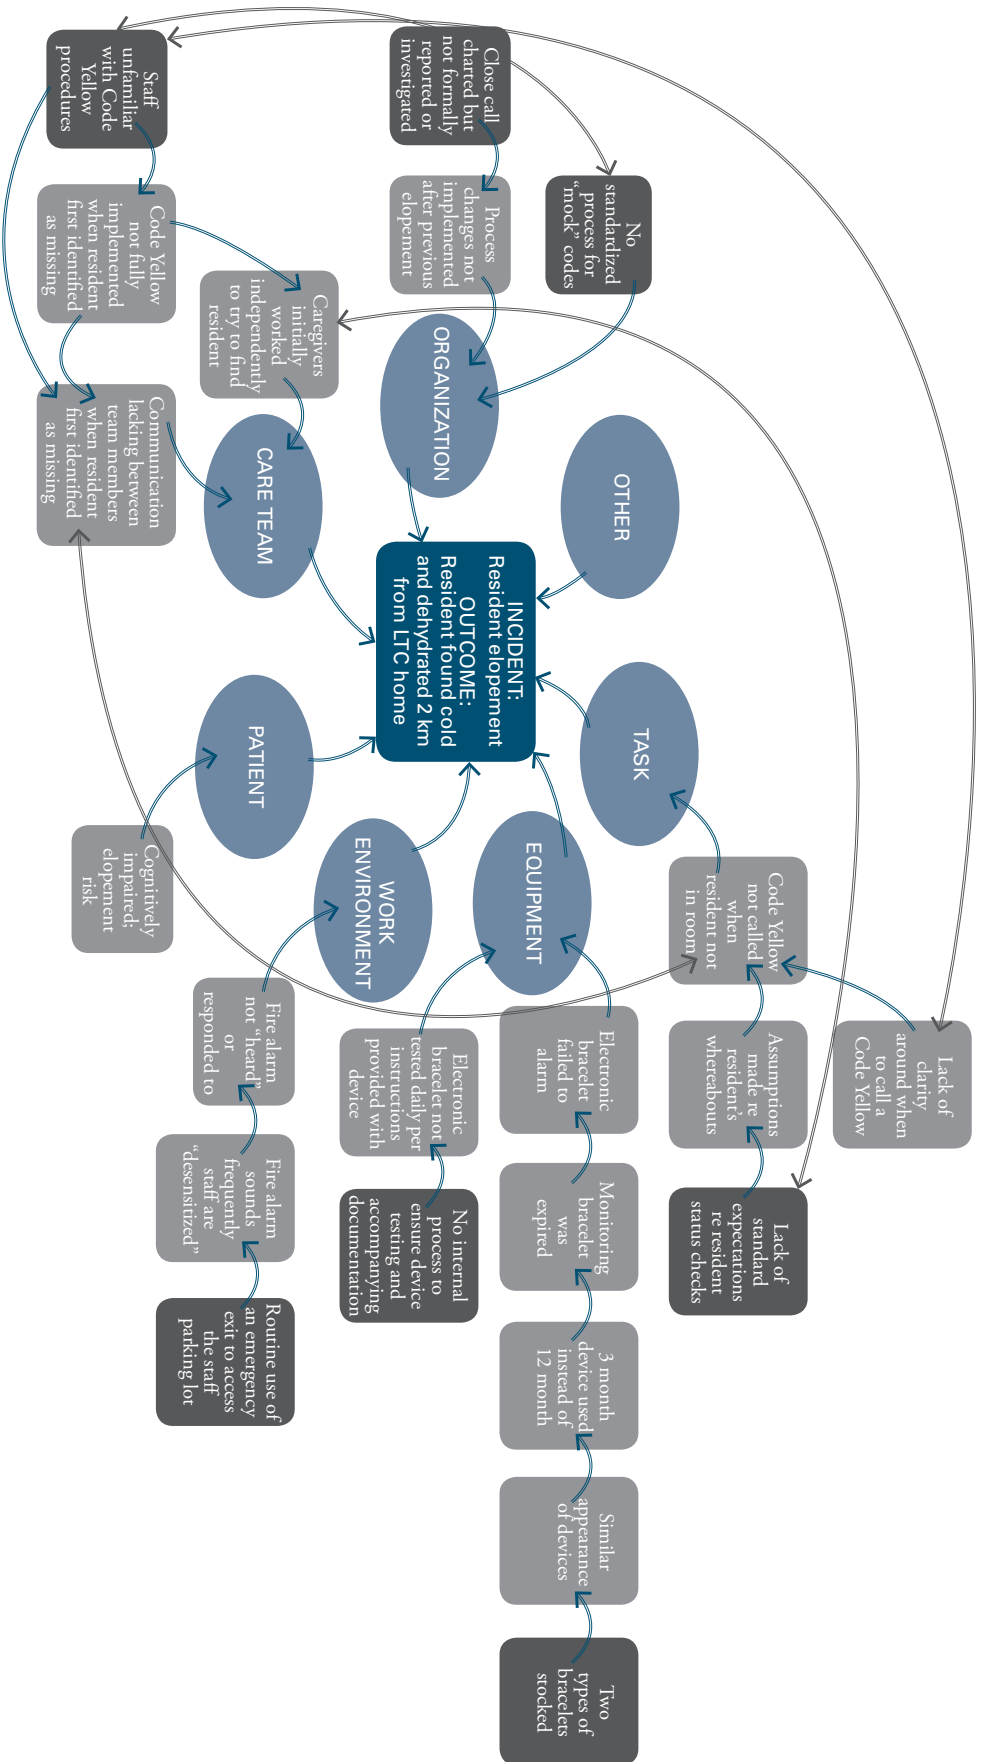 Staff
unfamiliar
with Code
Yellow
procedures
Code Yellow
not fully
implemented
when resident
first identified
as missing
Communication
lacking between
team members
when resident
first identified
as missing
Caregivers
initially
worked
independently
to try to find
resident
Close call
charted but
not formally
reported or
investigated
Process
changes not
implemented
after previous
elopement
No
standardized
process for
“mock” codes
ORGANIZATION
CARE TEAM
OTHER
INCIDENT:
Resident elopement
OUTCOME:
Resident found cold
and dehydrated 2 km
from LTC home
TASK
PATIENT
EQUIPMENT
WORK
ENVIRONMENT
Cognitively
impaired;
elopement
risk
Code Yellow
not called
when
resident not
in room
Lack of
clarity
around when
to call a
Code Yellow
Assumptions
made re
resident’s
whereabouts
Lack of
standard
expectations
re resident
status checks
Electronic
bracelet
failed to
alarm
Monitoring
bracelet
was
expired
3 month
device used
instead of
12 month
Similar
appearance
of devices
Two
types of
bracelets
stocked
Electronic
bracelet not
tested daily per
instructions
provided with
device
No internal
process to
ensure device
testing and
accompanying
documentation
Fire alarm
not “heard”
or
responded to
Fire alarm
sounds
frequently
staff are
“desensitized”
Routine use of
an emergency
exit to access
the staff
parking lot